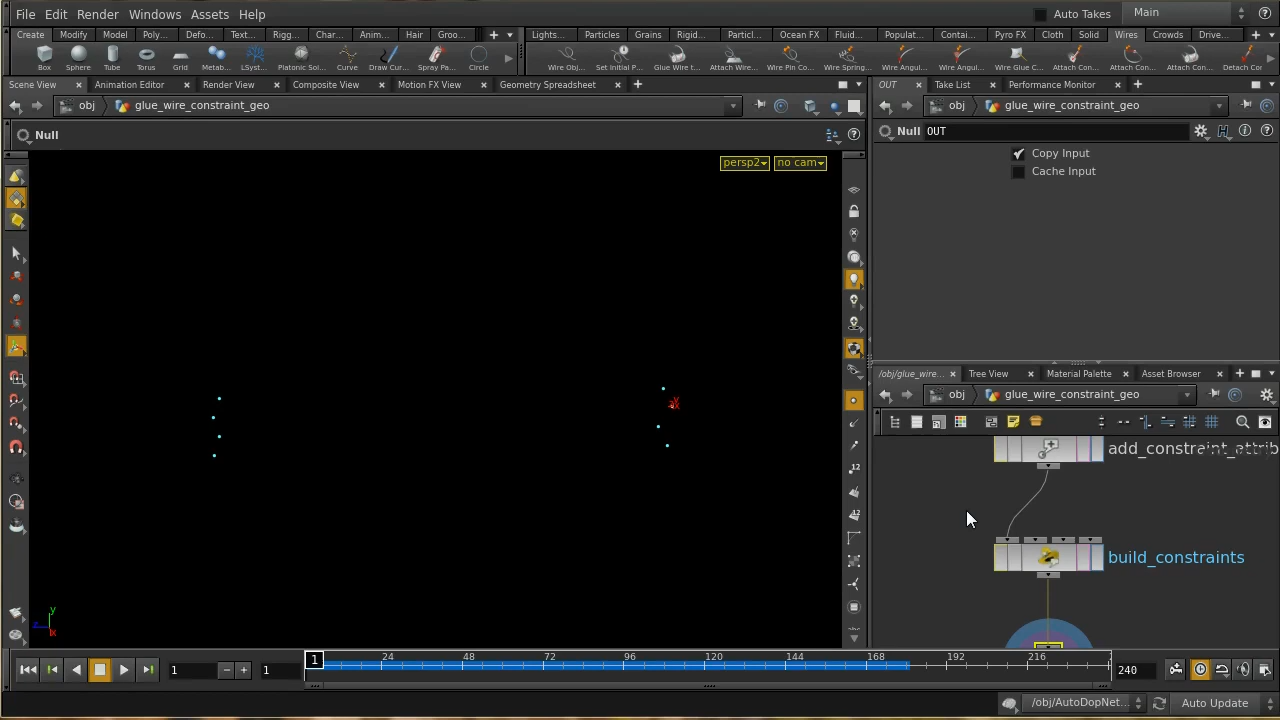 File Edit Render Windows Assets Help Auto Takes Main
Create Modify Model Poly... Defo... Text... Rigg... Char... Anim... Hair Groo... Lights... Particles Grains Rigid... Particl... Ocean FX Fluid... Populat... Contai... Pyro FX Cloth Solid Wires Crowds Drive...
Box Sphere Tube Torus Grid LSyst... Metab... Platonic Sol... Curve Draw Cur... Spray Pa... Circle Wire Obj... Set Initial P... Glue Wire t... Attach Wire... Wire Pin Co... Wire Spring... Wire Angul... Wire Glue C... Wire Angul... Attach Con... Attach Con... Attach Con... Detach Con
Scene View Animation Editor Render View Composite View Motion FX View Geometry Spreadsheet OUT Take List Performance Monitor
obj glue_wire_constraint_geo obj glue_wire_constraint_geo
Null Null OUT
Copy Input
Cache Input
persp2 no cam
/obj/glue_wire... Tree View Material Palette Asset Browser
obj glue_wire_constraint_geo
add_constraint_attrib
build_constraints
12
12
y
z x
1 1 1 24 48 72 96 120 144 168 192 216 240
/obj/AutoDopNet... Auto Update